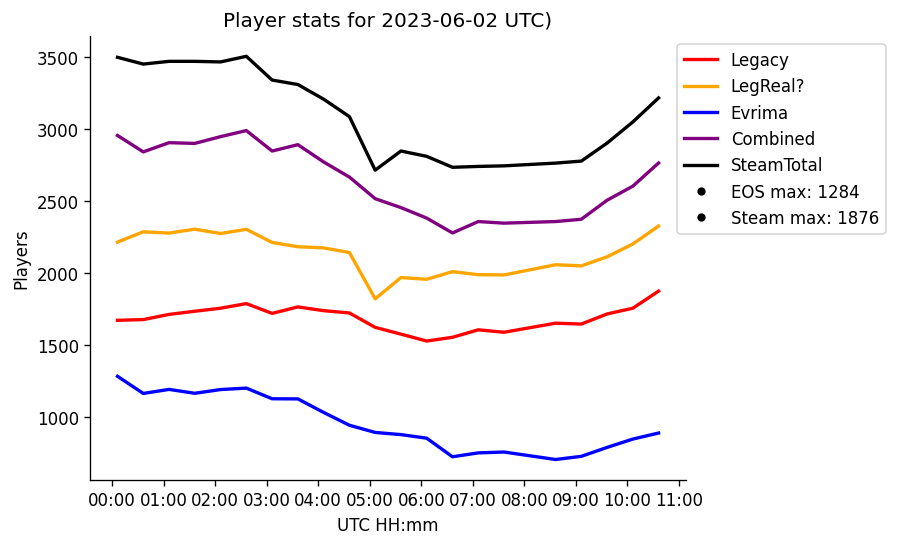 Player stats for 2023-06-02 UTC)
3500
3000
2500
2000
1500
1000
Players
00:00 01:00 02:00 03:00 04:00 05:00 06:00 07:00 08:00 09:00 10:00 11:00
UTC HH:mm
Legacy
LegReal?
Evrima
Combined
SteamTotal
EOS max: 1284
Steam max: 1876